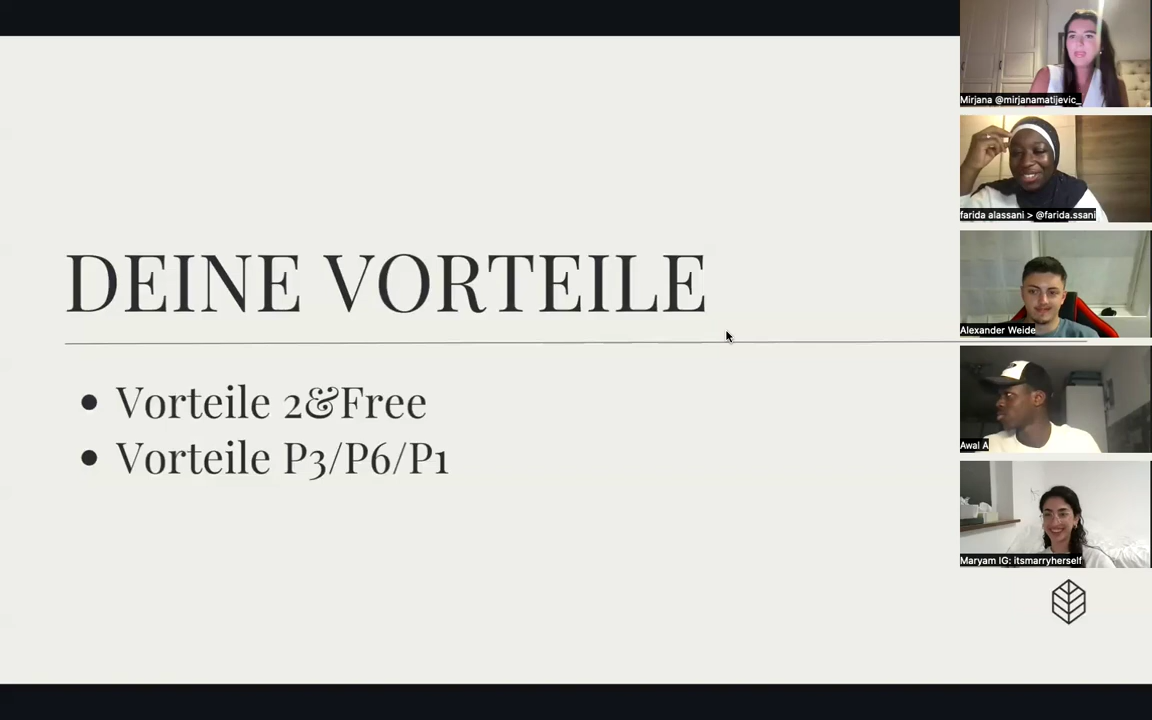 DEINE VORTEILE
Vorteile 2&Free
Vorteile P3/P6/P1
Mirjana @mirjanamatijevic_
farida alassani > @farida.ssani
Alexander Weide
Awal A
Maryam IG: itsmarryherself